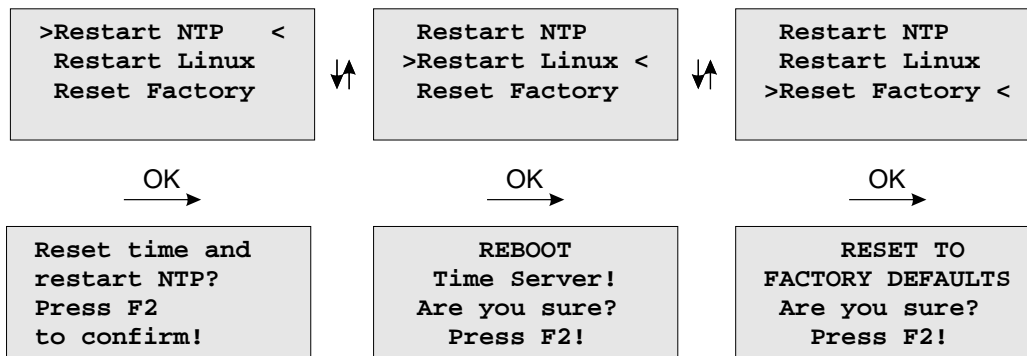 >Restart NTP <
Restart Linux
Reset Factory
Restart NTP
>Restart Linux <
Reset Factory
Restart NTP
Restart Linux
>Reset Factory <
OK
OK
OK
Reset time and
restart NTP?
Press F2
to confirm!
REBOOT
Time Server!
Are you sure?
Press F2!
RESET TO
FACTORY DEFAULTS
Are you sure?
Press F2!